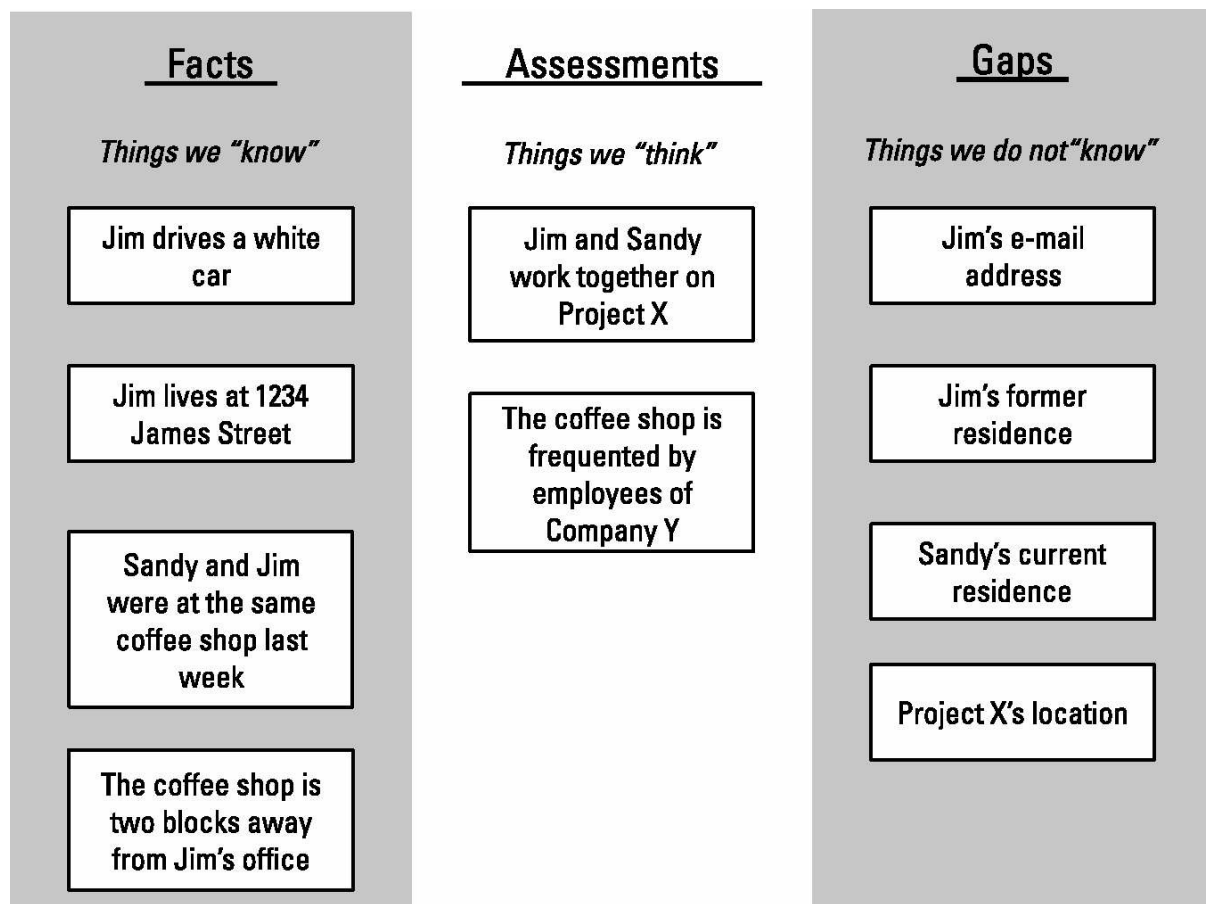 Facts
Things we “know”
Jim drives a white
car
Jim lives at 1234
James Street
Sandy and Jim
were at the same
coffee shop last
week
The coffee shop is
two blocks away
from Jim’s office
Assessments
Things we “think”
Jim and Sandy
work together on
Project X
The coffee shop is
frequented by
employees of
Company Y
Gaps
Things we do not“know”
Jim’s e-mail
address
Jim’s former
residence
Sandy’s current
residence
Project X’s location